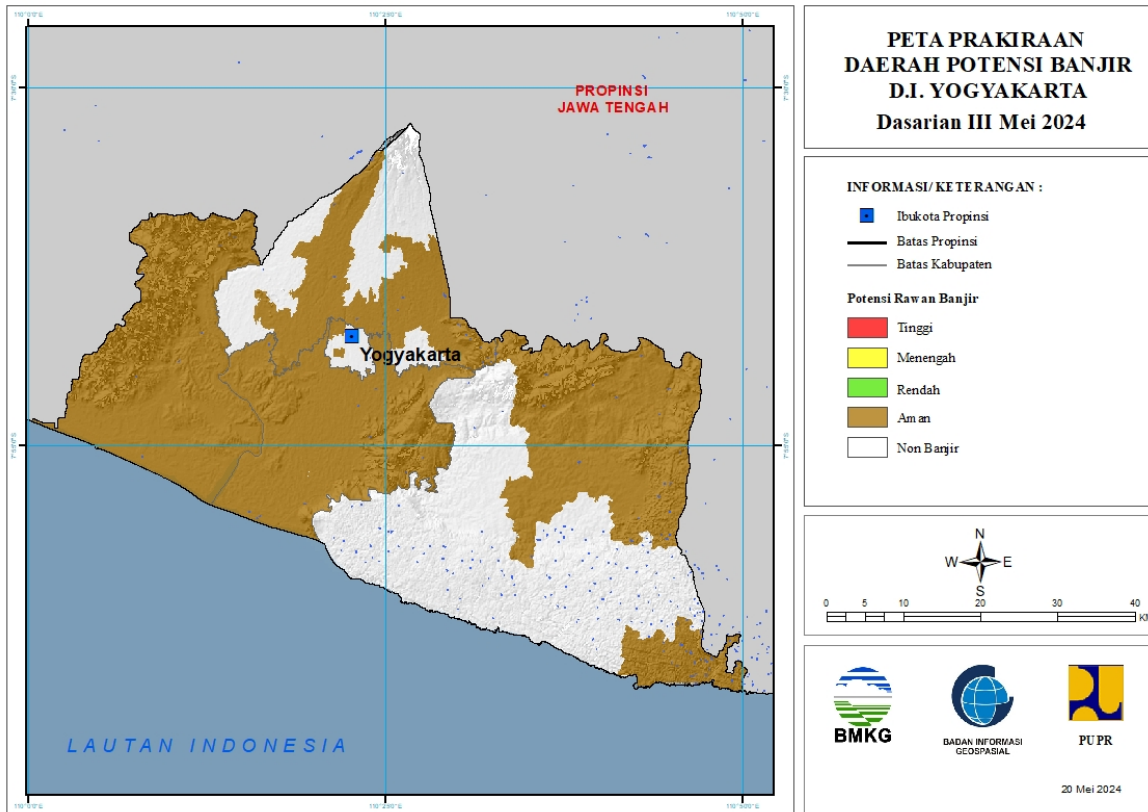 PETA PRAKIRAAN
DAERAH POTENSI BANJIR
D.I. YOGYAKARTA
Dasarian III Mei 2024
INFORMASI/KETERANGAN :
Ibukota Propinsi
Batas Propinsi
Batas Kabupaten
Potensi Rawan Banjir
Tinggi
Menengah
Rendah
Aman
Non Banjir
PROPINSI
JAWA TENGAH
Yogyakarta
LAUTAN INDONESIA
N
W E
S
0 5 10 20 30 40
KM
BMKG
BADAN INFORMASI
GEOSPASIAL
PUPR
20 Mei 2024